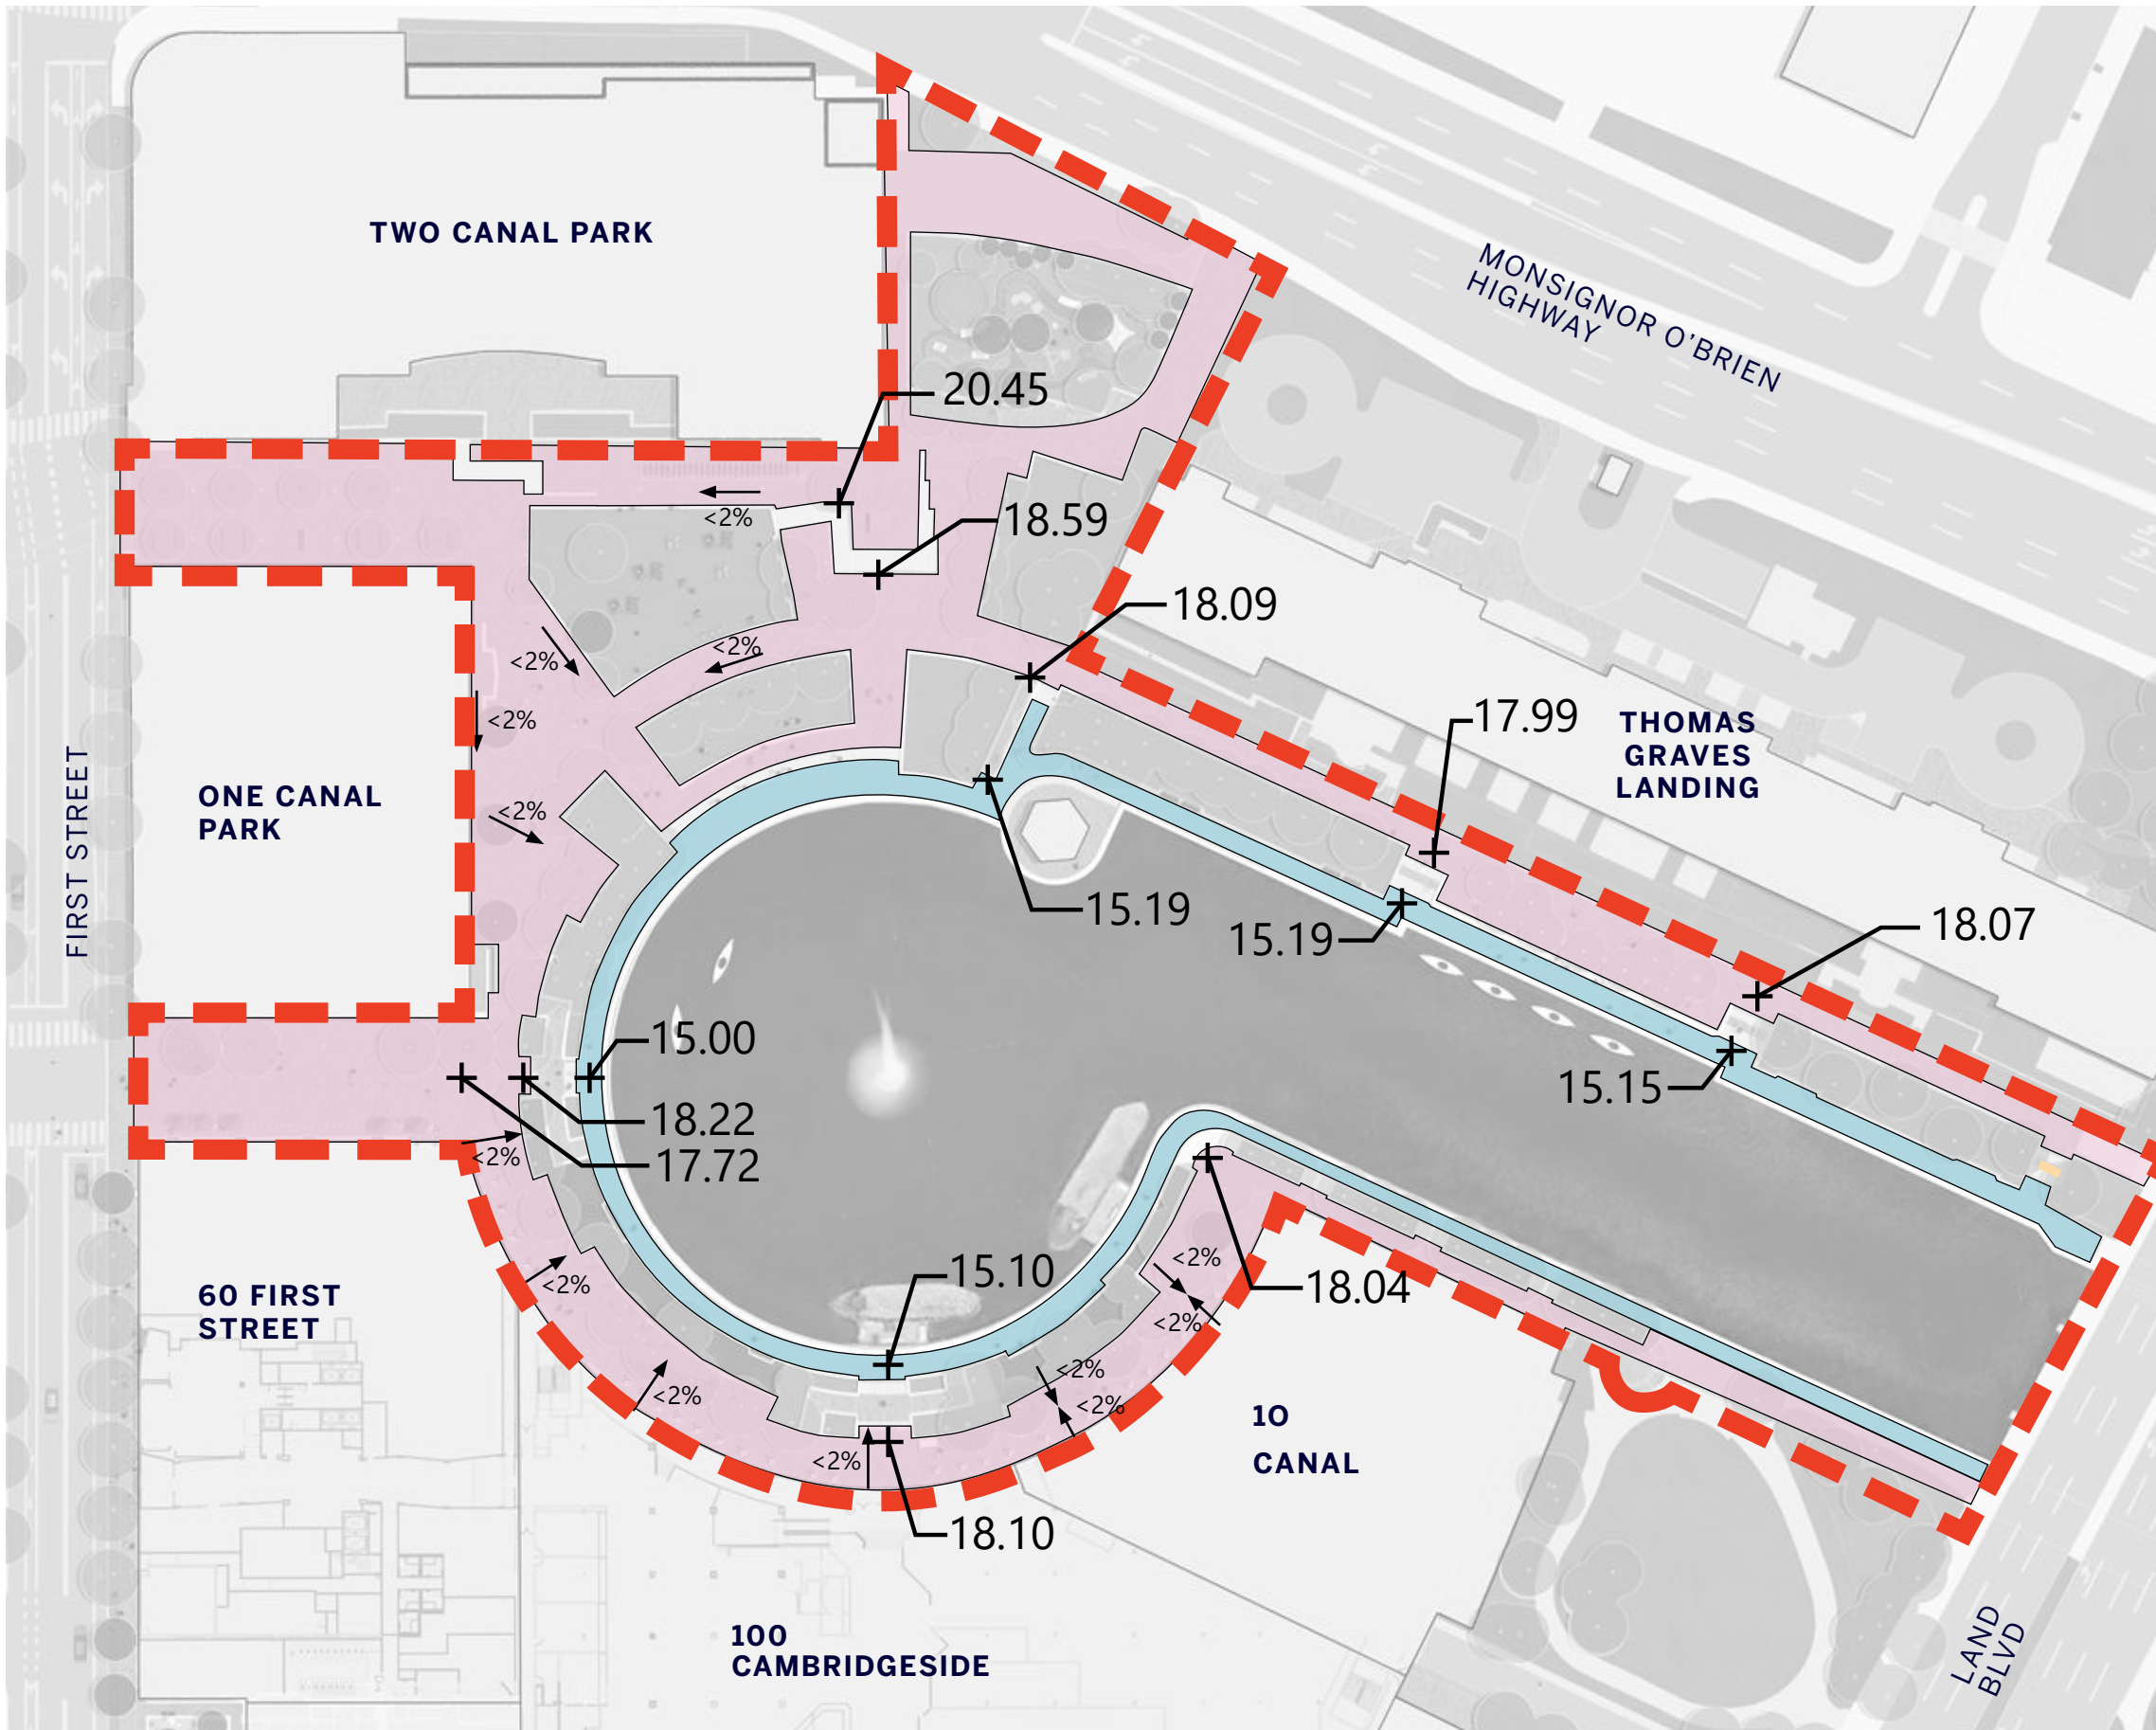 TWO CANAL PARK
MONSIGNOR O'BRIEN
HIGHWAY
20.45
<2%
18.59
18.09
<2%
<2%
<2%
17.99
THOMAS
GRAVES
LANDING
FIRST STREET
ONE CANAL
PARK
<2%
15.19
15.19
18.07
15.00
15.15
18.22
17.72
<2%
15.10
<2%
18.04
<2%
60 FIRST
STREET
<2%
<2%
<2%
<2%
<2%
10
CANAL
18.10
100
CAMBRIDGESIDE
LAND
BLVD